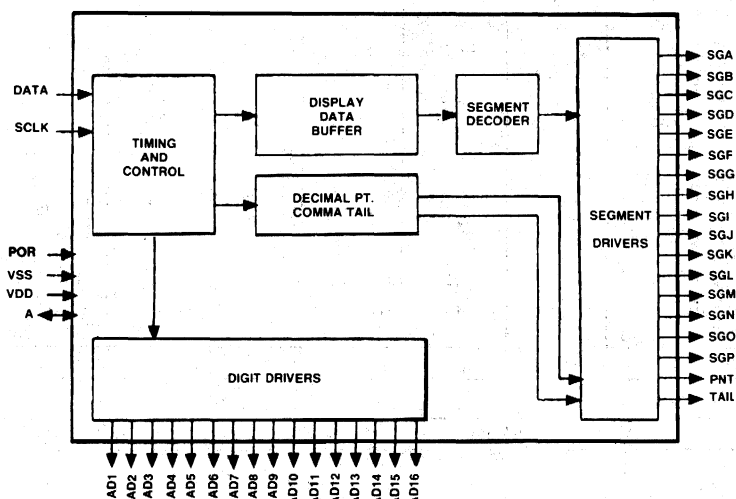 DATA
SCLK
POR
VSS
VDD
A
TIMING
AND
CONTROL
DISPLAY
DATA
BUFFER
SEGMENT
DECODER
DECIMAL PT.
COMMA TAIL
SEGMENT
DRIVERS
DIGIT DRIVERS
SGA
SGB
SGC
SGD
SGE
SGF
SGG
SGH
SGI
SGJ
SGK
SGL
SGM
SGN
SGO
SGP
PNT
TAIL
AD1
AD2
AD3
AD4
AD5
AD6
AD7
AD8
AD9
AD10
AD11
AD12
AD13
AD14
AD15
AD16